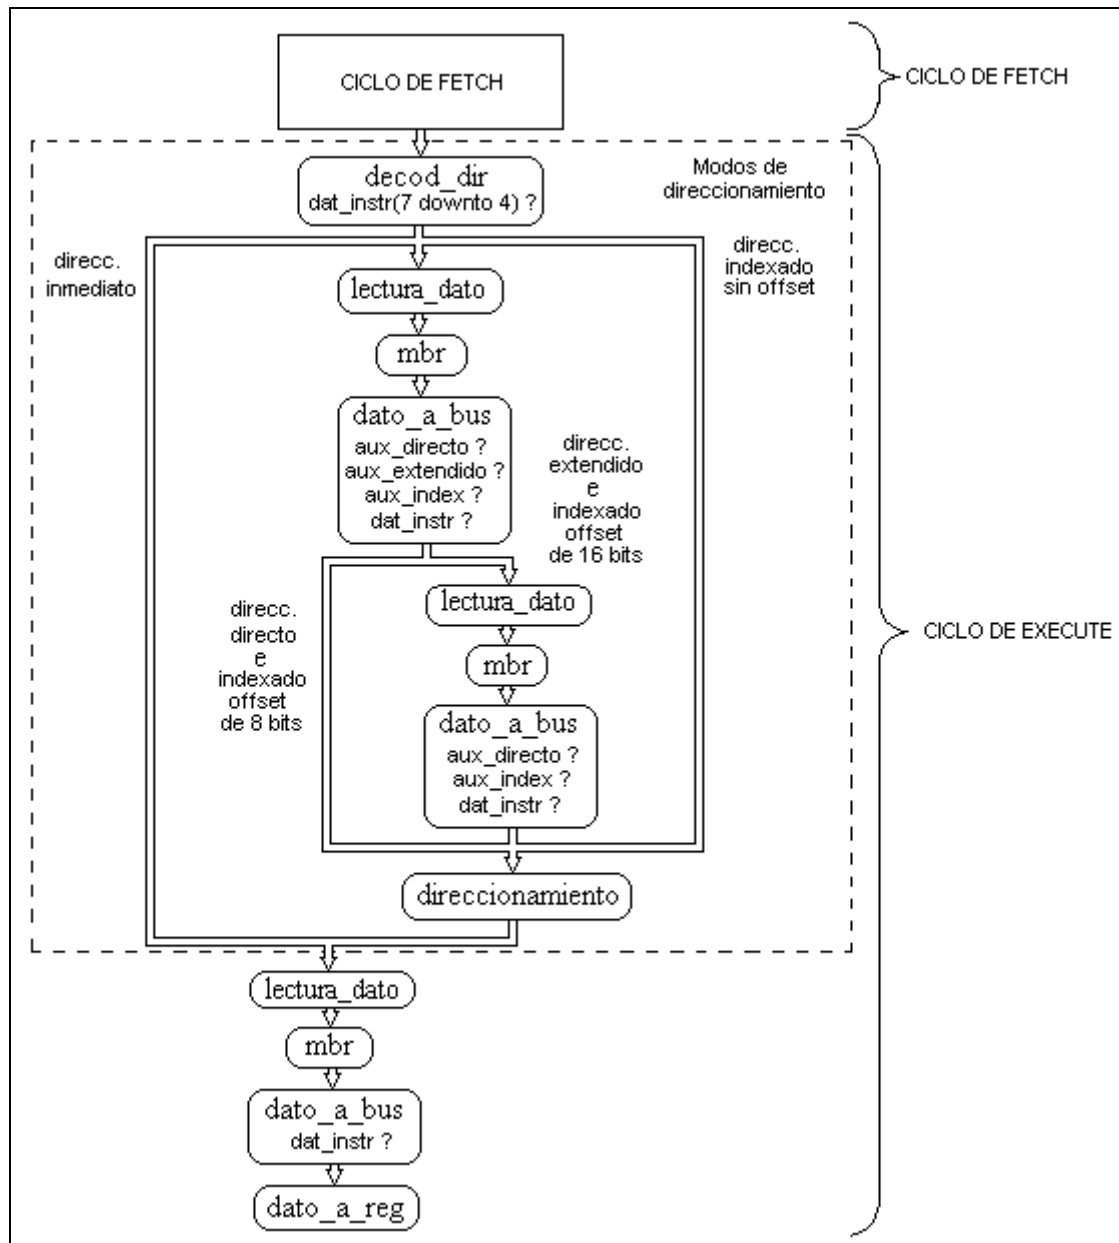 CICLO DE FETCH
CICLO DE FETCH
decod_dir
dat_instr(7 downto 4) ?
Modos de
direccionamiento
direcc.
inmediato
direcc.
indexado
sin offset
lectura_dato
mbr
dato_a_bus
aux_directo ?
aux_extendido ?
aux_index ?
dat_instr ?
direcc.
extendido
e
indexado
offset
de 16 bits
direcc.
directo
e
indexado
offset
de 8 bits
lectura_dato
mbr
dato_a_bus
aux_directo ?
aux_index ?
dat_instr ?
CICLO DE EXECUTE
direccionamiento
lectura_dato
mbr
dato_a_bus
dat_instr ?
dato_a_reg